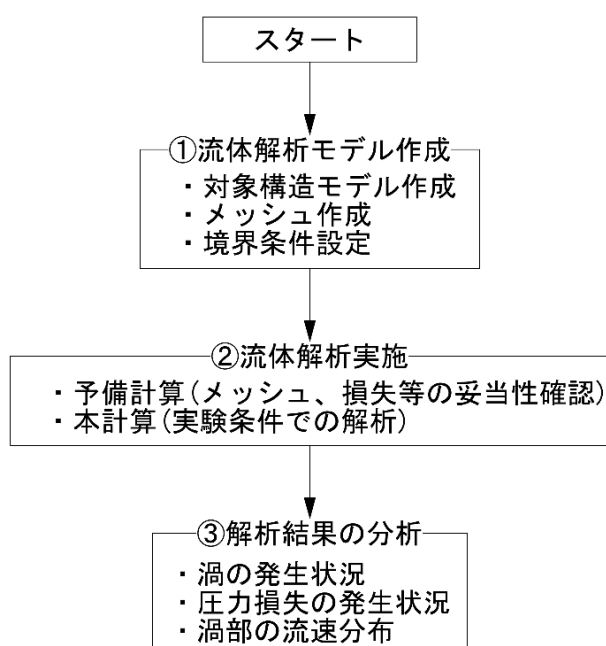 スタート
①流体解析モデル作成
・対象構造モデル作成
・メッシュ作成
・境界条件設定
②流体解析実施
・予備計算(メッシュ、損失等の妥当性確認)
・本計算(実験条件での解析)
③解析結果の分析
・渦の発生状況
・圧力損失の発生状況
・渦部の流速分布